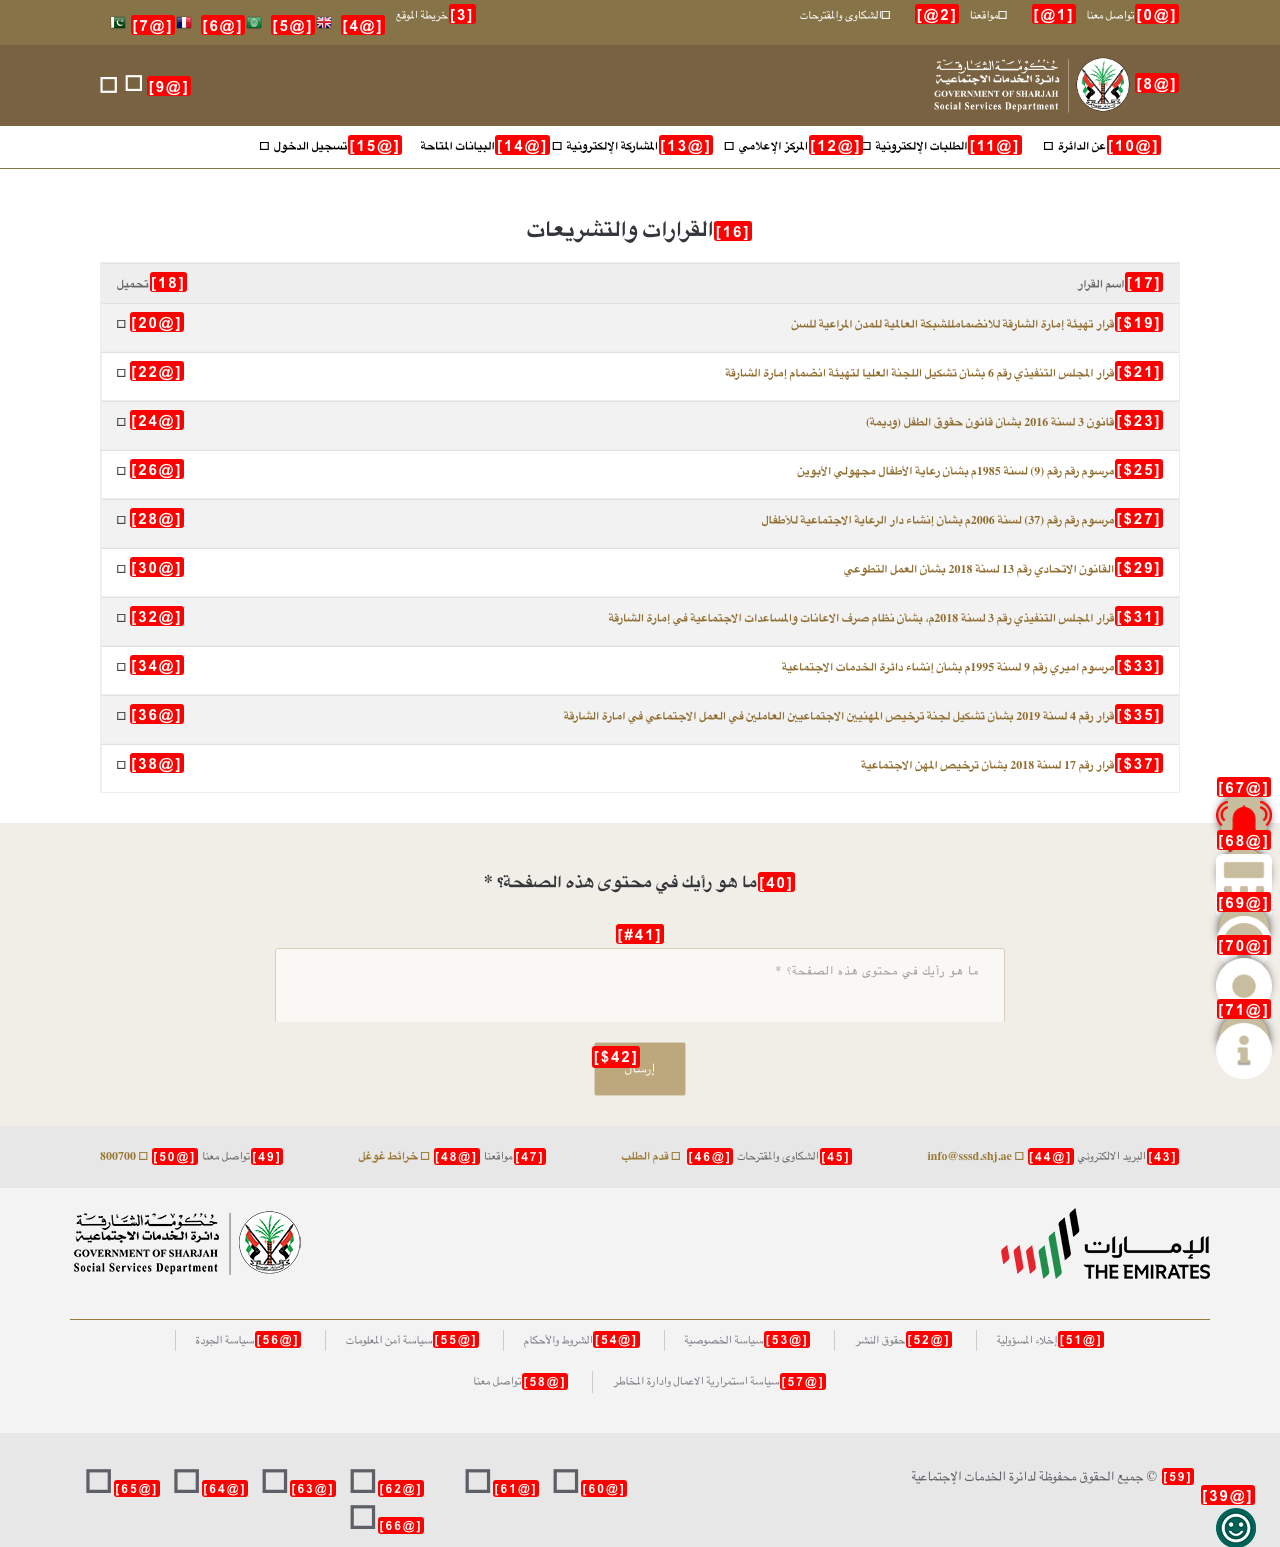 [@0] تواصل معنا [@1] مواقعنا [@2] الشكاوى والمقترحات [3] خريطة الموقع [@4] [@5] [@6] [@7]
[@8] حكومة الشارقة
دائرة الخدمات الاجتماعية
GOVERNMENT OF SHARJAH
Social Services Department
[@9]
[@10] عن الدائرة [@11] الطلبات الإلكترونية [@12] المركز الإعلامي [@13] المشاركة الإلكترونية [@14] البيانات المتاحة [@15] تسجيل الدخول
[16] القرارات والتشريعات
[17] اسم القرار [18] تحميل
[$19] قرار تهيئة إمارة الشارقة للانضمامللشبكة العالمية للمدن المراعية للسن [@20]
[$21] قرار المجلس التنفيذي رقم 6 بشأن تشكيل اللجنة العليا لتهيئة انضمام إمارة الشارقة [@22]
[$23] قانون 3 لسنة 2016 بشأن قانون حقوق الطفل (وديمة) [@24]
[$25] مرسوم رقم رقم (9) لسنة 1985م بشأن رعاية الأطفال مجهولي الأبوين [@26]
[$27] مرسوم رقم رقم (37) لسنة 2006م بشأن إنشاء دار الرعاية الاجتماعية للأطفال [@28]
[$29] القانون الاتحادي رقم 13 لسنة 2018 بشأن العمل التطوعي [@30]
[$31] قرار المجلس التنفيذي رقم 3 لسنة 2018م، بشأن نظام صرف الاعانات والمساعدات الاجتماعية في إمارة الشارقة [@32]
[$33] مرسوم اميري رقم 9 لسنة 1995م بشأن إنشاء دائرة الخدمات الاجتماعية [@34]
[$35] قرار رقم 4 لسنة 2019 بشأن تشكيل لجنة ترخيص المهنيين الاجتماعيين العاملين في العمل الاجتماعي في امارة الشارقة [@36]
[$37] قرار رقم 17 لسنة 2018 بشأن ترخيص المهن الاجتماعية [@38]
[@67]
[@68]
[@69]
[@70]
[@71]
[40] ما هو رأيك في محتوى هذه الصفحة؟ *
[#41]
ما هو رأيك في محتوى هذه الصفحة؟ *
[$42] إرسال
[43] البريد الالكتروني [@44] info@sssd.shj.ae [45] الشكاوى والمقترحات [@46] قدم الطلب [47] مواقعنا [@48] خرائط غوغل [49] تواصل معنا [@50] 800700
الإمارات
THE EMIRATES
حكومة الشارقة
دائرة الخدمات الاجتماعية
GOVERNMENT OF SHARJAH
Social Services Department
[@51] إخلاء المسؤولية [@52] حقوق النشر [@53] سياسة الخصوصية [@54] الشروط والأحكام [@55] سياسة أمن المعلومات [@56] سياسة الجودة
[@57] سياسة استمرارية الاعمال وادارة المخاطر [@58] تواصل معنا
[59] © جميع الحقوق محفوظة لدائرة الخدمات الإجتماعية
[@39]
[@60] [@61] [@62] [@63] [@64] [@65]
[@66]